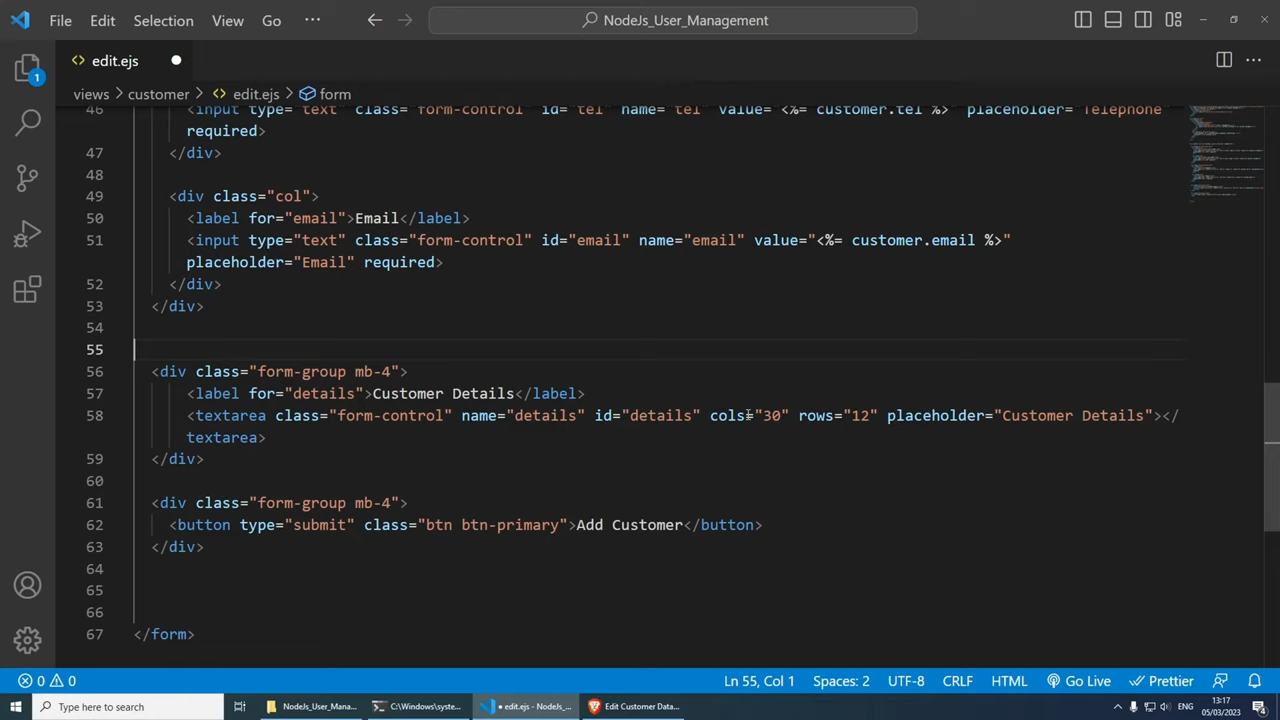 File Edit Selection View Go ··· NodeJs_User_Management
1 edit.ejs
views > customer > edit.ejs > form
46 <input type="text" class="form-control" id="tel" name="tel" value="<%= customer.tel %>" placeholder="Telephone"
required>
47 </div>
48
49 <div class="col">
50 <label for="email">Email</label>
51 <input type="text" class="form-control" id="email" name="email" value="<%= customer.email %>"
placeholder="Email" required>
52 </div>
53 </div>
54
55
56 <div class="form-group mb-4">
57 <label for="details">Customer Details</label>
58 <textarea class="form-control" name="details" id="details" cols="30" rows="12" placeholder="Customer Details"></
textarea>
59 </div>
60
61 <div class="form-group mb-4">
62 <button type="submit" class="btn btn-primary">Add Customer</button>
63 </div>
64
65
66
67 </form>
0 0 Ln 55, Col 1 Spaces: 2 UTF-8 CRLF HTML Go Live Prettier
Type here to search NodeJs_User_Mana... C:\Windows\syste... • edit.ejs - NodeJs_... Edit Customer Data... ENG 13:17
05/03/2023 4